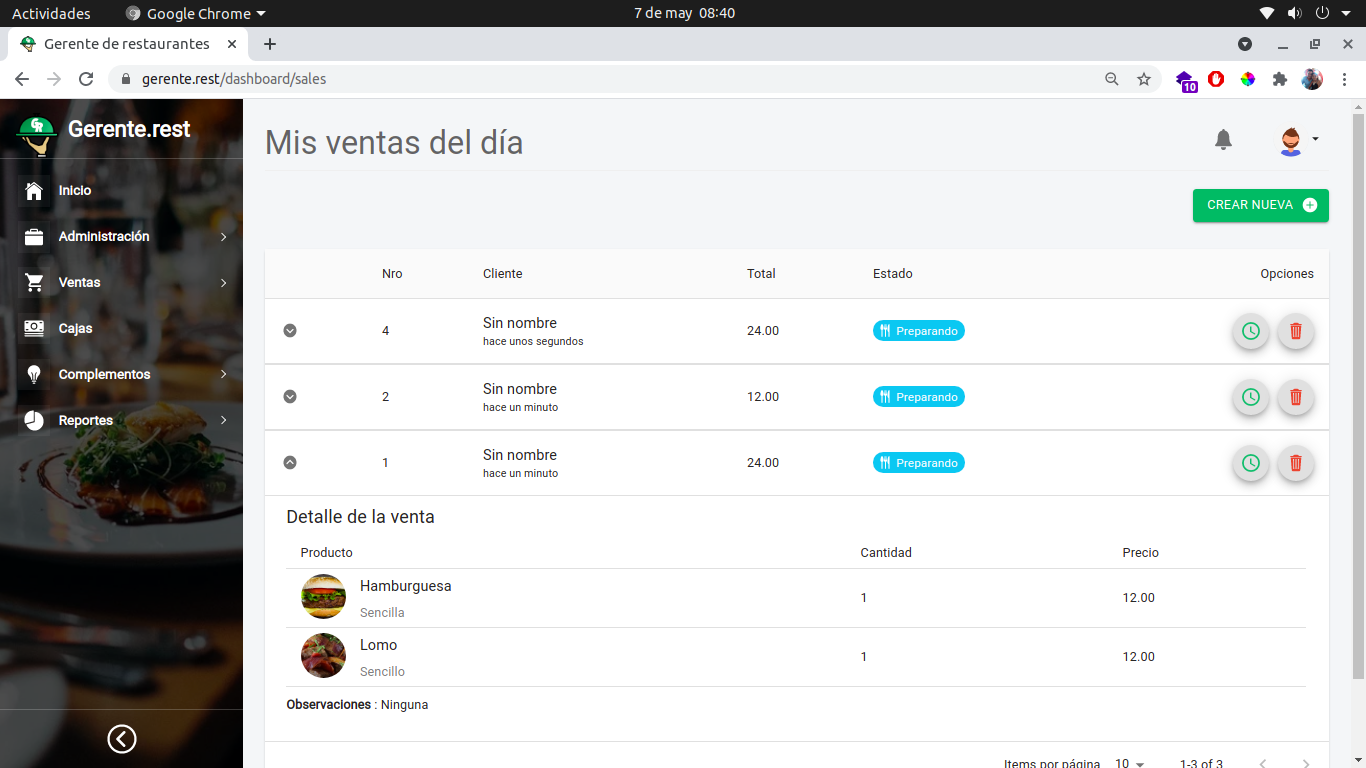 Actividades Google Chrome 7 de may 08:40
Gerente de restaurantes
gerente.rest/dashboard/sales
10
GR Gerente.rest
Inicio
Administración
Ventas
Cajas
Complementos
Reportes
Mis ventas del día
CREAR NUEVA
Nro Cliente Total Estado Opciones
4 Sin nombre 24.00 Preparando
hace unos segundos
2 Sin nombre 12.00 Preparando
hace un minuto
1 Sin nombre 24.00 Preparando
hace un minuto
Detalle de la venta
Producto Cantidad Precio
Hamburguesa 1 12.00
Sencilla
Lomo 1 12.00
Sencillo
Observaciones : Ninguna
Items por página 10 1-3 of 3